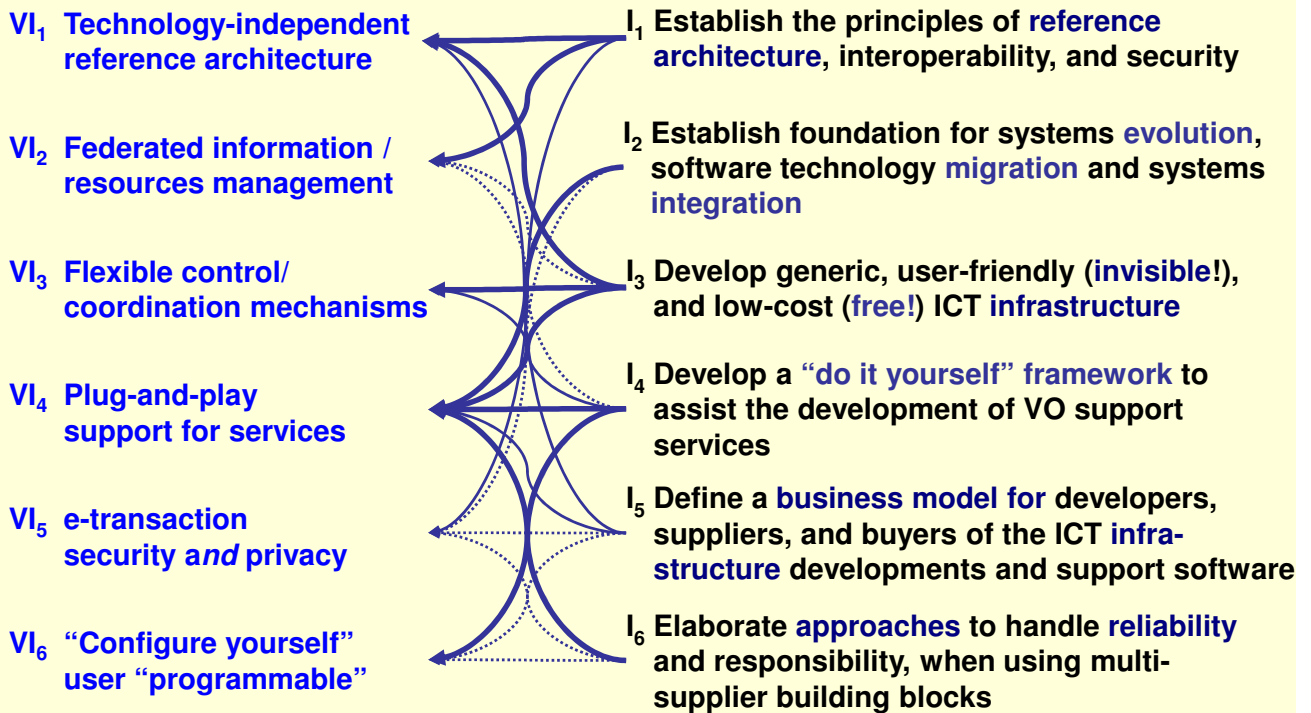 VI1 Technology-independent
reference architecture
VI2 Federated information /
resources management
VI3 Flexible control/
coordination mechanisms
VI4 Plug-and-play
support for services
VI5 e-transaction
security and privacy
VI6 “Configure yourself”
user “programmable”
I1 Establish the principles of reference
architecture, interoperability, and security
I2 Establish foundation for systems evolution,
software technology migration and systems
integration
I3 Develop generic, user-friendly (invisible!),
and low-cost (free!) ICT infrastructure
I4 Develop a “do it yourself” framework to
assist the development of VO support
services
I5 Define a business model for developers,
suppliers, and buyers of the ICT infra-
structure developments and support software
I6 Elaborate approaches to handle reliability
and responsibility, when using multi-
supplier building blocks